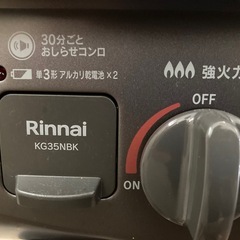 30分ごと
おしらせコンロ
単3形 アルカリ乾電池×2
強火力
OFF
Rinnai
KG35NBK
ON